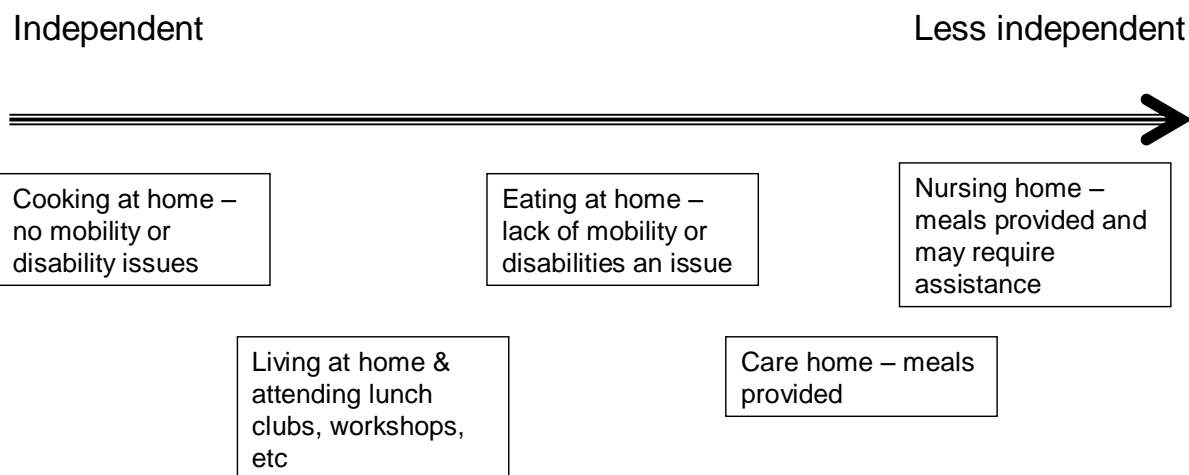 Independent
Less independent
Cooking at home –
no mobility or
disability issues
Eating at home –
lack of mobility or
disabilities an issue
Nursing home –
meals provided and
may require
assistance
Living at home &
attending lunch
clubs, workshops,
etc
Care home – meals
provided